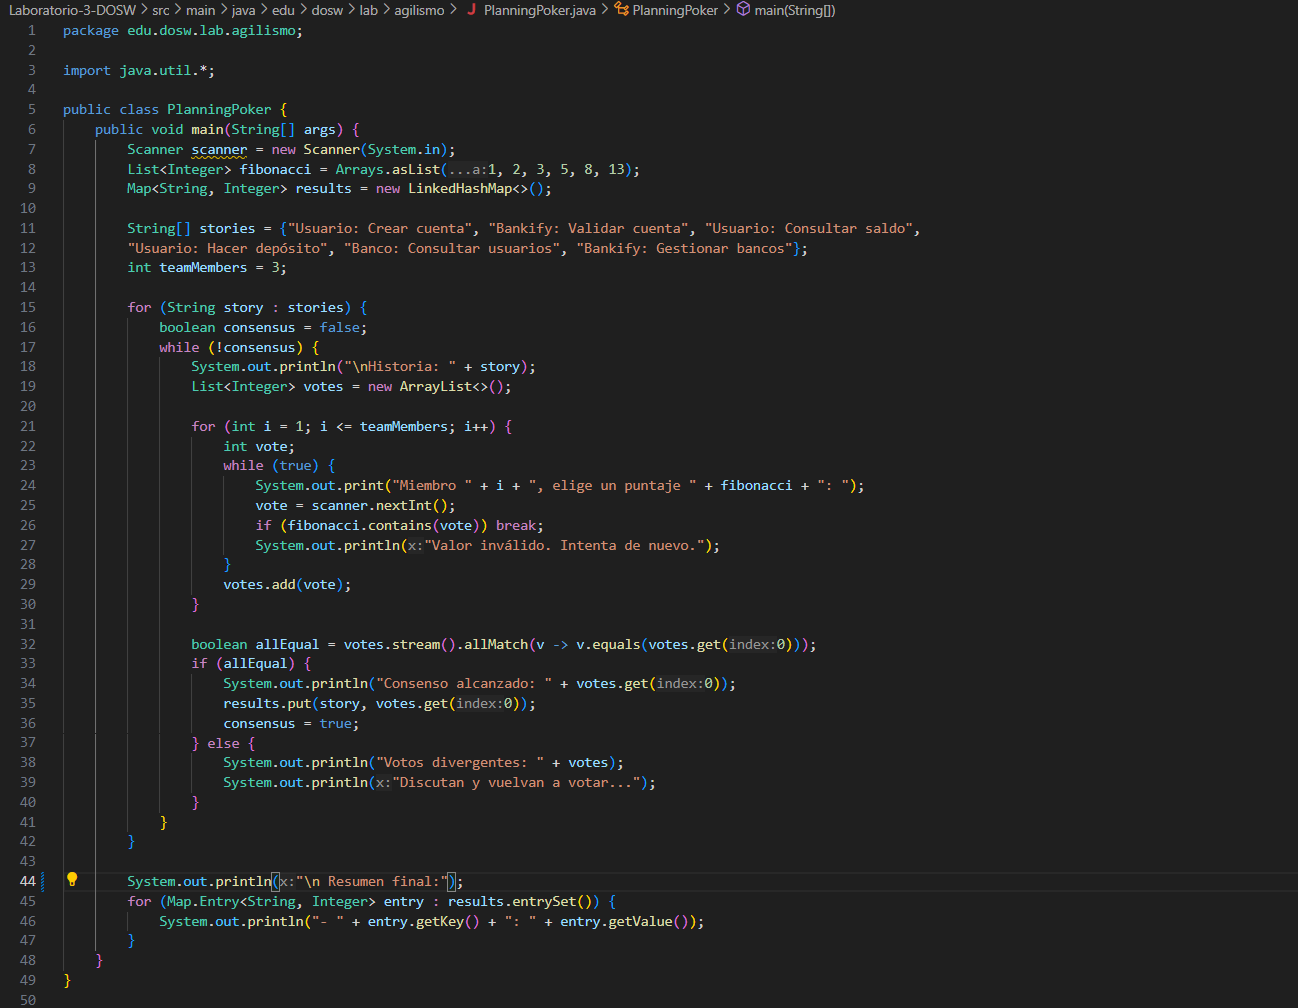 Laboratorio-3-DOSW > src > main > java > edu > dosw > lab > agilismo > J PlanningPoker.java > PlanningPoker > main(String[])
1 package edu.dosw.lab.agilismo;
2
3 import java.util.*;
4
5 public class PlanningPoker {
6 public void main(String[] args) {
7 Scanner scanner = new Scanner(System.in);
8 List<Integer> fibonacci = Arrays.asList(...a:1, 2, 3, 5, 8, 13);
9 Map<String, Integer> results = new LinkedHashMap<>();
10
11 String[] stories = {"Usuario: Crear cuenta", "Bankify: Validar cuenta", "Usuario: Consultar saldo",
12 "Usuario: Hacer depósito", "Banco: Consultar usuarios", "Bankify: Gestionar bancos"};
13 int teamMembers = 3;
14
15 for (String story : stories) {
16 boolean consensus = false;
17 while (!consensus) {
18 System.out.println("\nHistoria: " + story);
19 List<Integer> votes = new ArrayList<>();
20
21 for (int i = 1; i <= teamMembers; i++) {
22 int vote;
23 while (true) {
24 System.out.print("Miembro " + i + ", elige un puntaje " + fibonacci + ": ");
25 vote = scanner.nextInt();
26 if (fibonacci.contains(vote)) break;
27 System.out.println(x:"Valor inválido. Intenta de nuevo.");
28 }
29 votes.add(vote);
30 }
31
32 boolean allEqual = votes.stream().allMatch(v -> v.equals(votes.get(index:0)));
33 if (allEqual) {
34 System.out.println("Consenso alcanzado: " + votes.get(index:0));
35 results.put(story, votes.get(index:0));
36 consensus = true;
37 } else {
38 System.out.println("Votos divergentes: " + votes);
39 System.out.println(x:"Discutan y vuelvan a votar...");
40 }
41 }
42 }
43
44 System.out.println(x:"\n Resumen final:");
45 for (Map.Entry<String, Integer> entry : results.entrySet()) {
46 System.out.println("- " + entry.getKey() + ": " + entry.getValue());
47 }
48 }
49 }
50